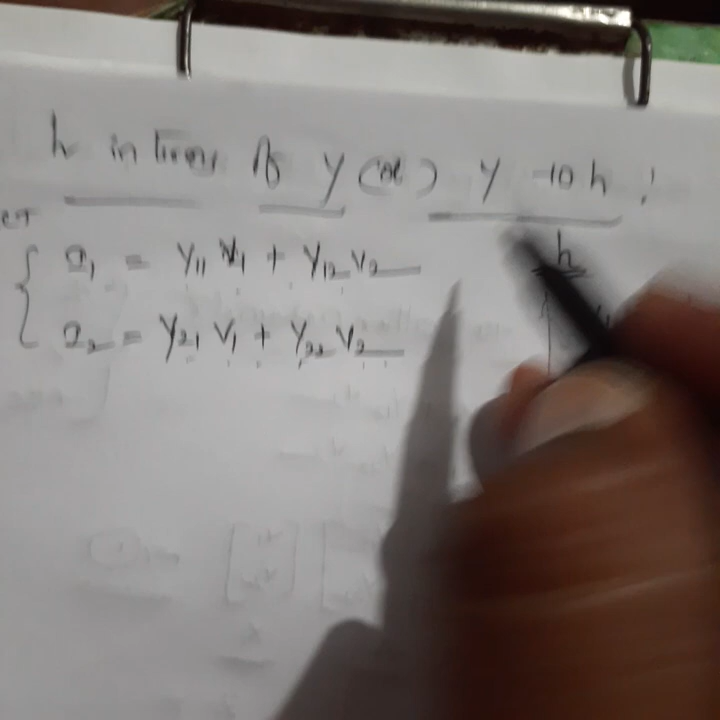 h in terms of Y (or) Y to h :
h
I₁ = Y₁₁ V₁ + Y₁₂ V₂
I₂ = Y₂₁ V₁ + Y₂₂ V₂